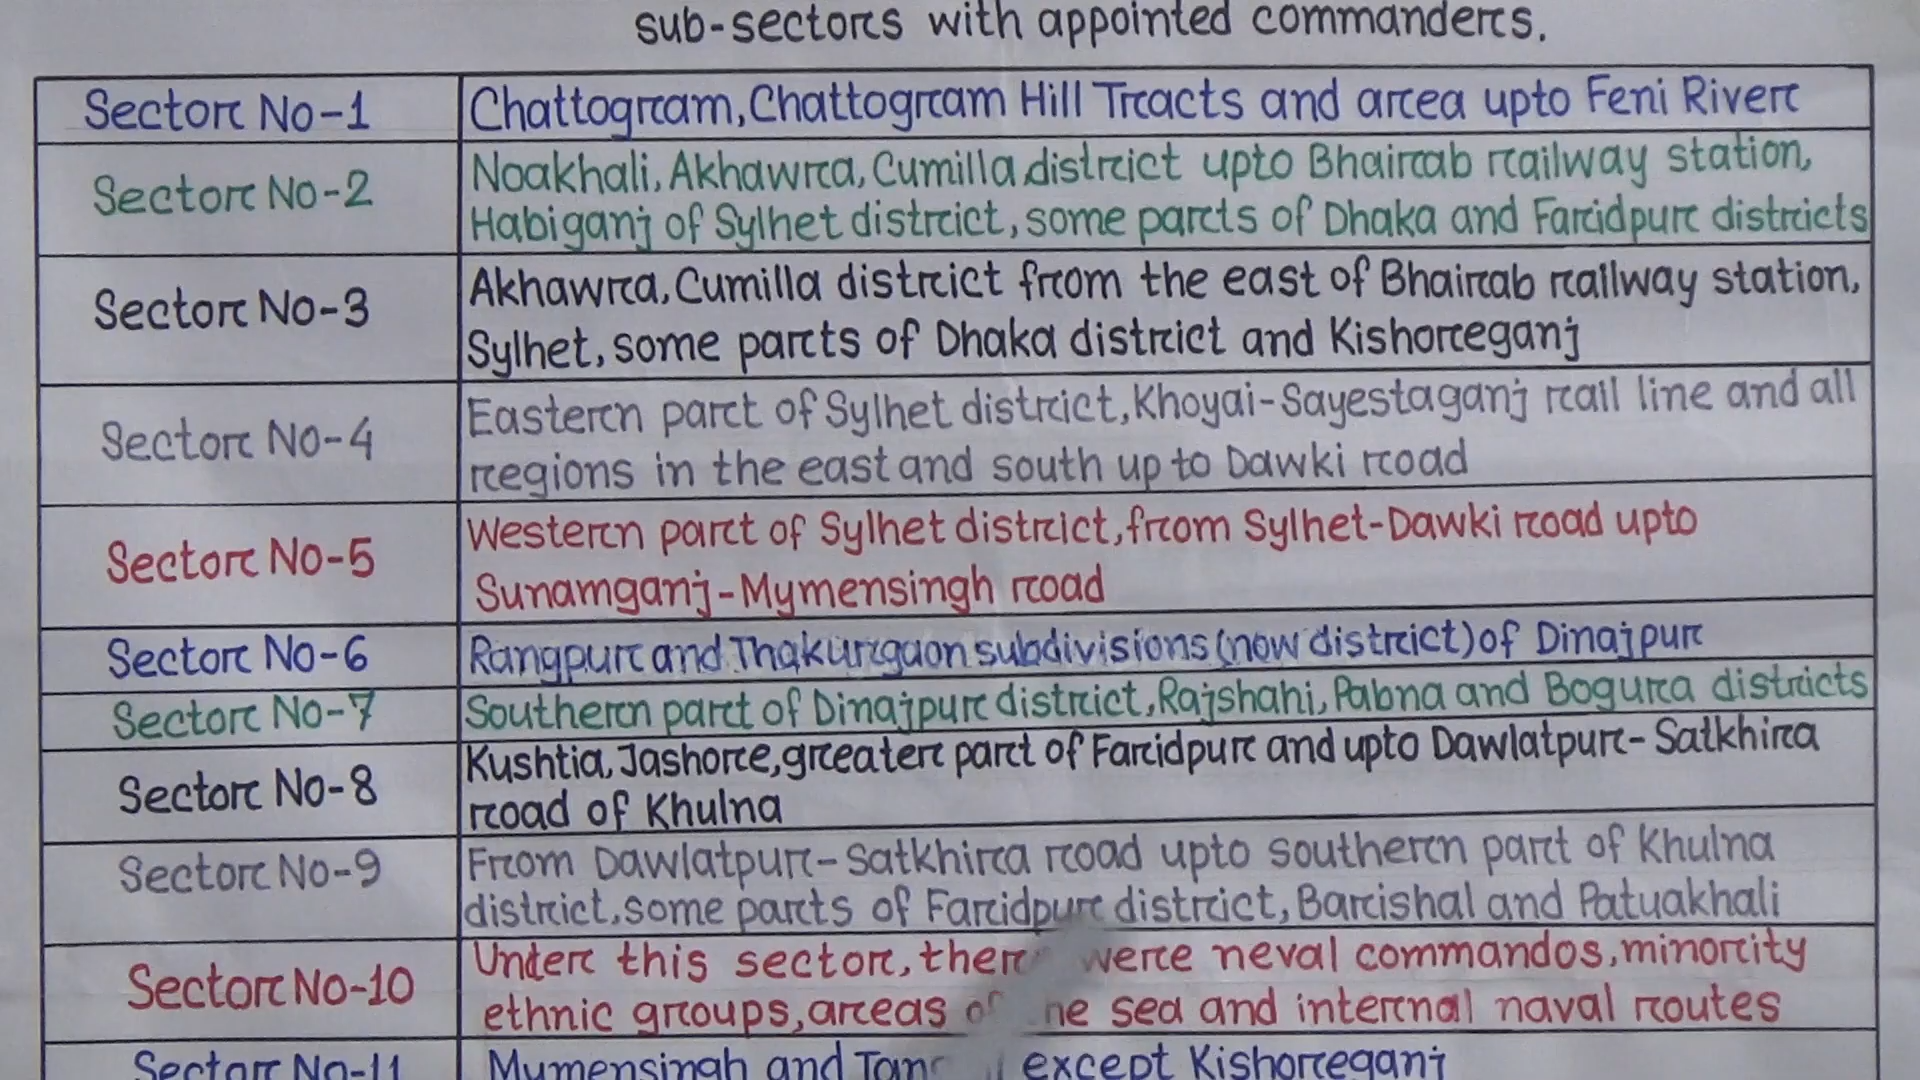 sub-sectors with appointed commanders.
Sector No-1
Chattogram, Chattogram Hill Tracts and area upto Feni River
Sector No-2
Noakhali, Akhawra, Cumilla district upto Bhairab railway station,
Habiganj of Sylhet district, some parts of Dhaka and Faridpur districts
Sector No-3
Akhawra, Cumilla district from the east of Bhairab railway station,
Sylhet, some parts of Dhaka district and Kishoreganj
Sector No-4
Eastern part of Sylhet district, Khoyai-Sayestaganj rail line and all
regions in the east and south up to Dawki road
Sector No-5
Western part of Sylhet district, from Sylhet-Dawki road upto
Sunamganj-Mymensingh road
Sector No-6
Rangpur and Thakurgaon subdivisions (now district) of Dinajpur
Sector No-7
Southern part of Dinajpur district, Rajshahi, Pabna and Bogura districts
Sector No-8
Kushtia, Jashore, greater part of Faridpur and upto Dawlatpur-Satkhira
road of Khulna
Sector No-9
From Dawlatpur-Satkhira road upto southern part of Khulna
district, some parts of Faridpur district, Barishal and Patuakhali
Sector No-10
Under this sector, there were neval commandos, minority
ethnic groups, areas of the sea and internal naval routes
Sector No-11
Mymensingh and except Kishoreganj